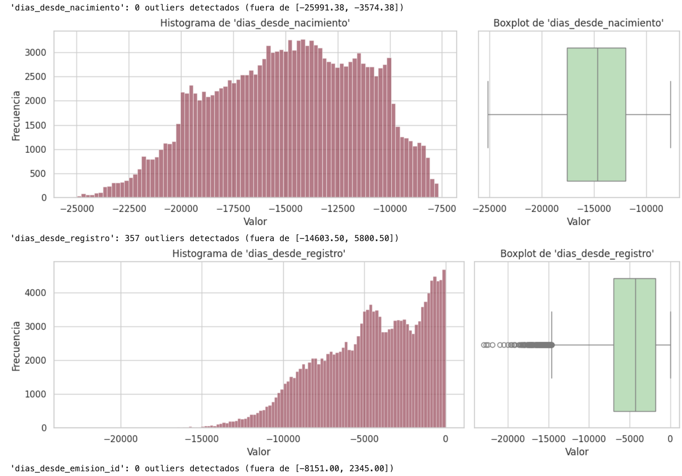 'dias_desde_nacimiento': 0 outliers detectados (fuera de [-25991.38, -3574.38])
Histograma de 'dias_desde_nacimiento'
Boxplot de 'dias_desde_nacimiento'
3000
2500
2000
1500
1000
500
0
Frecuencia
−25000 −22500 −20000 −17500 −15000 −12500 −10000 −7500
Valor
−25000 −20000 −15000 −10000
Valor
'dias_desde_registro': 357 outliers detectados (fuera de [-14603.50, 5800.50])
Histograma de 'dias_desde_registro'
Boxplot de 'dias_desde_registro'
4000
3000
2000
1000
0
Frecuencia
−20000 −15000 −10000 −5000 0
Valor
−20000 −15000 −10000 −5000 0
Valor
'dias_desde_emision_id': 0 outliers detectados (fuera de [-8151.00, 2345.00])